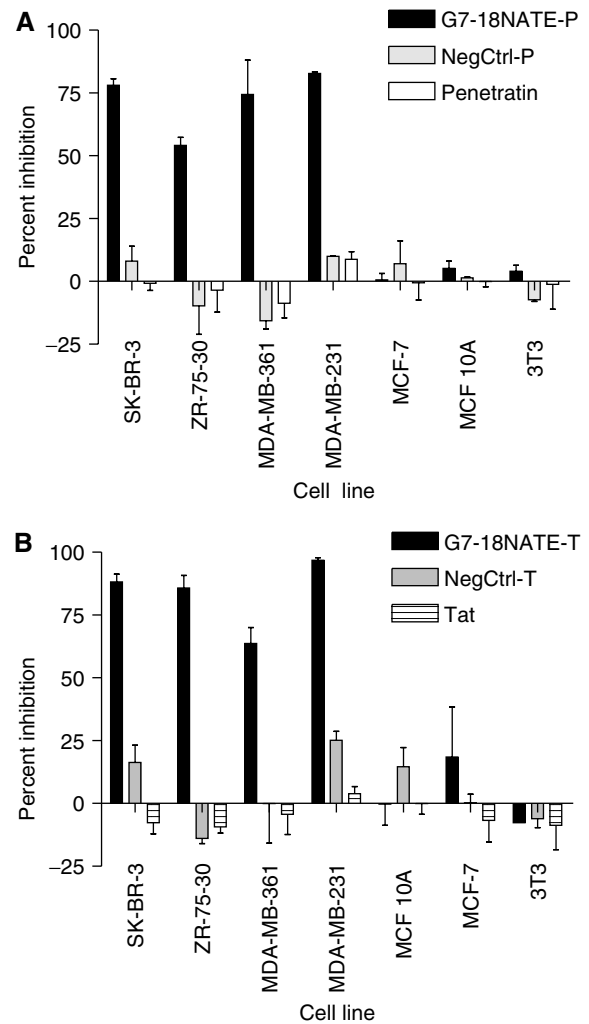 A
G7-18NATE-P
NegCtrl-P
Penetratin
Percent inhibition
100
75
50
25
0
−25
SK-BR-3
ZR-75-30
MDA-MB-361
MDA-MB-231
MCF-7
MCF 10A
3T3
Cell line
B
G7-18NATE-T
NegCtrl-T
Tat
Percent inhibition
100
75
50
25
0
−25
SK-BR-3
ZR-75-30
MDA-MB-361
MDA-MB-231
MCF 10A
MCF-7
3T3
Cell line